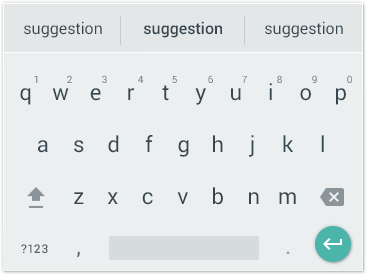 suggestion suggestion suggestion
1 2 3 4 5 6 7 8 9 0
q w e r t y u i o p
a s d f g h j k l
z x c v b n m
?123 , .